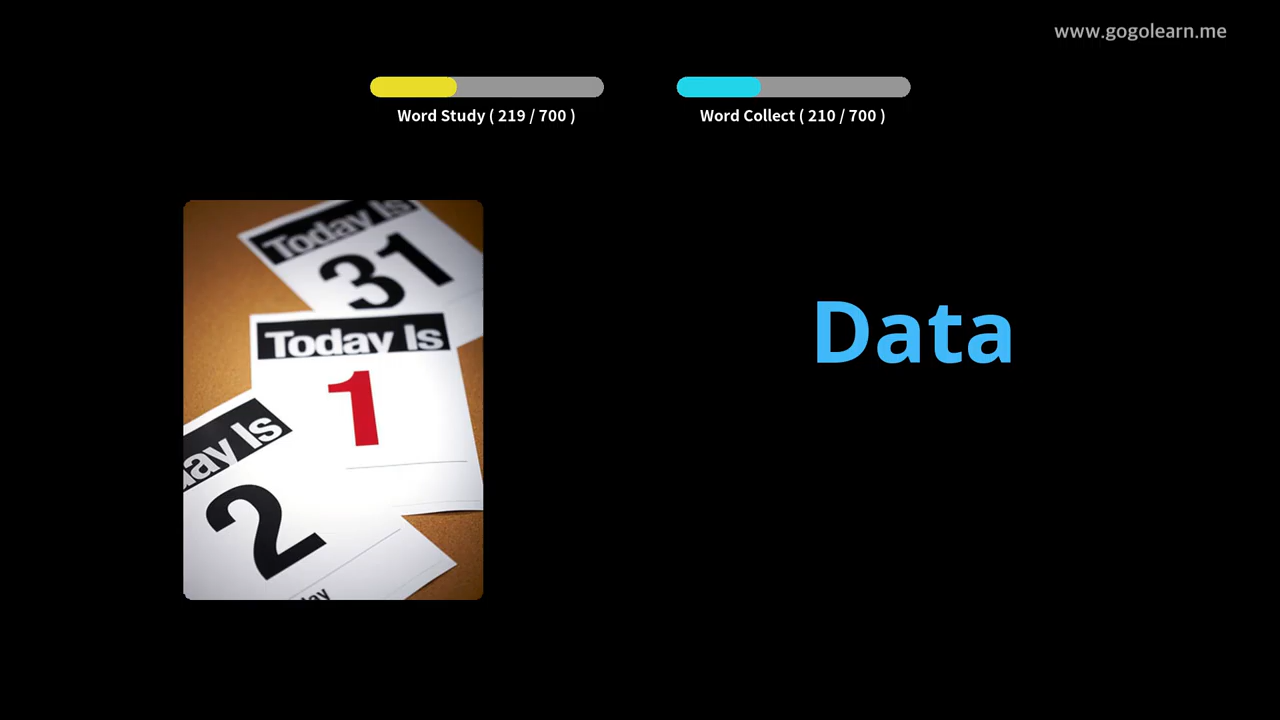 www.gogolearn.me
Word Study ( 219 / 700 )
Word Collect ( 210 / 700 )
Today Is
31
Today Is
1
ay Is
2
Data